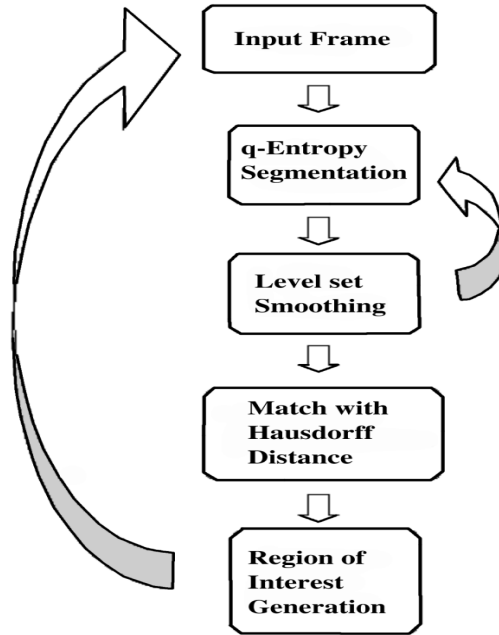 Input Frame
q-Entropy
Segmentation
Level set
Smoothing
Match with
Hausdorff
Distance
Region of
Interest
Generation